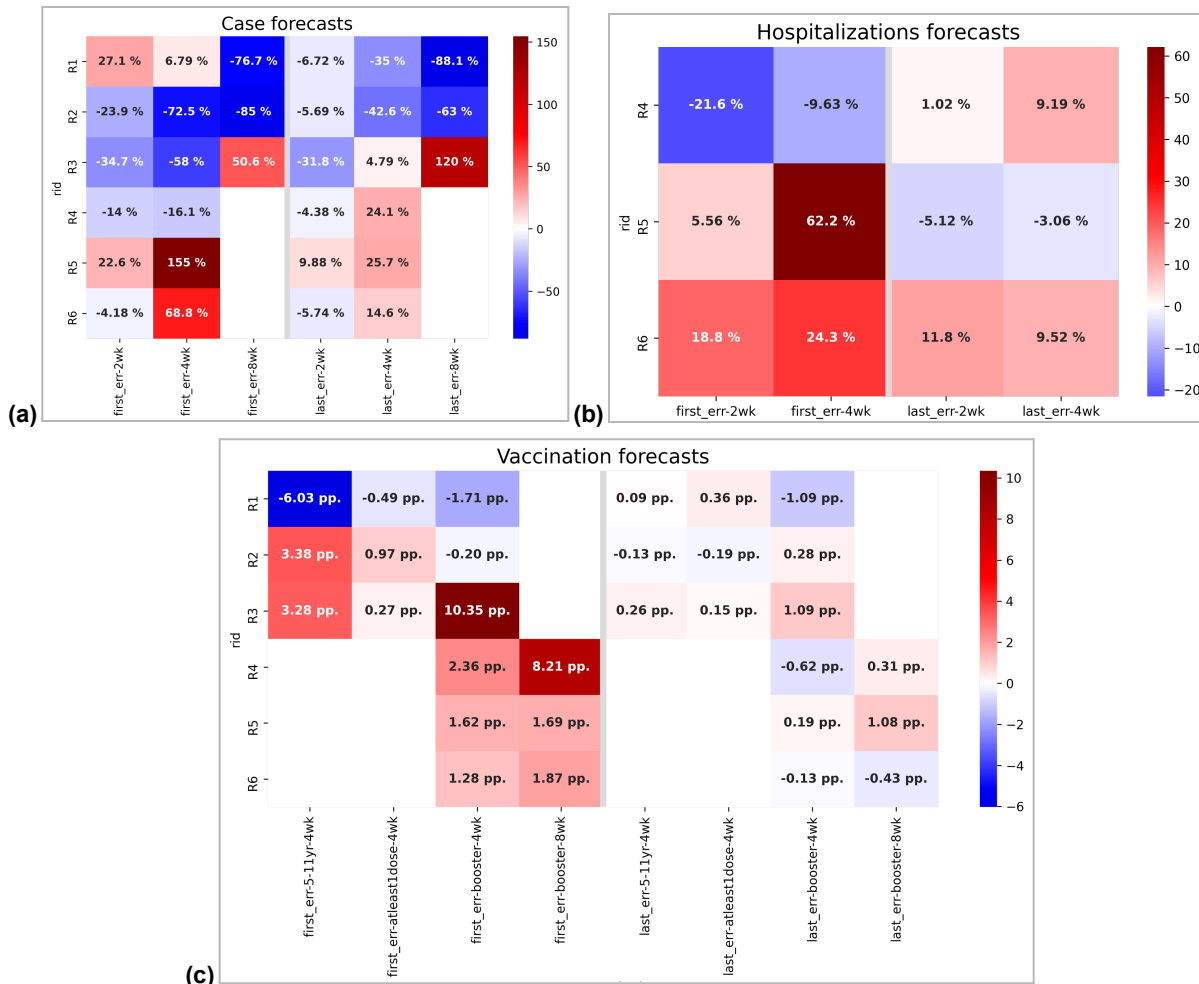 Case forecasts
R1 27.1 % 6.79 % -76.7 % -6.72 % -35 % -88.1 %
R2 -23.9 % -72.5 % -85 % -5.69 % -42.6 % -63 %
R3 -34.7 % -58 % 50.6 % -31.8 % 4.79 % 120 %
R4 -14 % -16.1 % -4.38 % 24.1 %
R5 22.6 % 155 % 9.88 % 25.7 %
R6 -4.18 % 68.8 % -5.74 % 14.6 %
rid
first_err-2wk first_err-4wk first_err-8wk last_err-2wk last_err-4wk last_err-8wk
150
100
50
0
−50
(a)
Hospitalizations forecasts
R4 -21.6 % -9.63 % 1.02 % 9.19 %
R5 5.56 % 62.2 % -5.12 % -3.06 %
R6 18.8 % 24.3 % 11.8 % 9.52 %
rid
first_err-2wk first_err-4wk last_err-2wk last_err-4wk
60
50
40
30
20
10
0
−10
−20
(b)
Vaccination forecasts
R1 -6.03 pp. -0.49 pp. -1.71 pp. 0.09 pp. 0.36 pp. -1.09 pp.
R2 3.38 pp. 0.97 pp. -0.20 pp. -0.13 pp. -0.19 pp. 0.28 pp.
R3 3.28 pp. 0.27 pp. 10.35 pp. 0.26 pp. 0.15 pp. 1.09 pp.
R4 2.36 pp. 8.21 pp. -0.62 pp. 0.31 pp.
R5 1.62 pp. 1.69 pp. 0.19 pp. 1.08 pp.
R6 1.28 pp. 1.87 pp. -0.13 pp. -0.43 pp.
rid
first_err-5-11yr-4wk first_err-atleast1dose-4wk first_err-booster-4wk first_err-booster-8wk last_err-5-11yr-4wk last_err-atleast1dose-4wk last_err-booster-4wk last_err-booster-8wk
10
8
6
4
2
0
−2
−4
−6
(c)